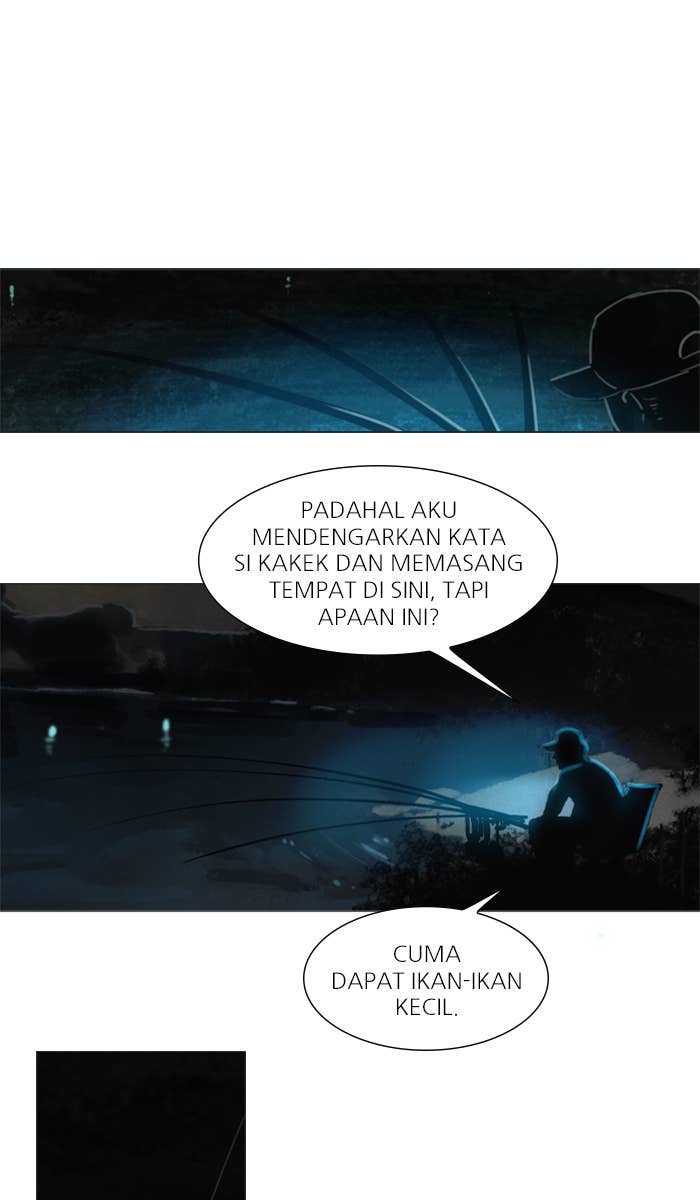 PADAHAL AKU
MENDENGARKAN KATA
SI KAKEK DAN MEMASANG
TEMPAT DI SINI, TAPI
APAAN INI?
CUMA
DAPAT IKAN-IKAN
KECIL.